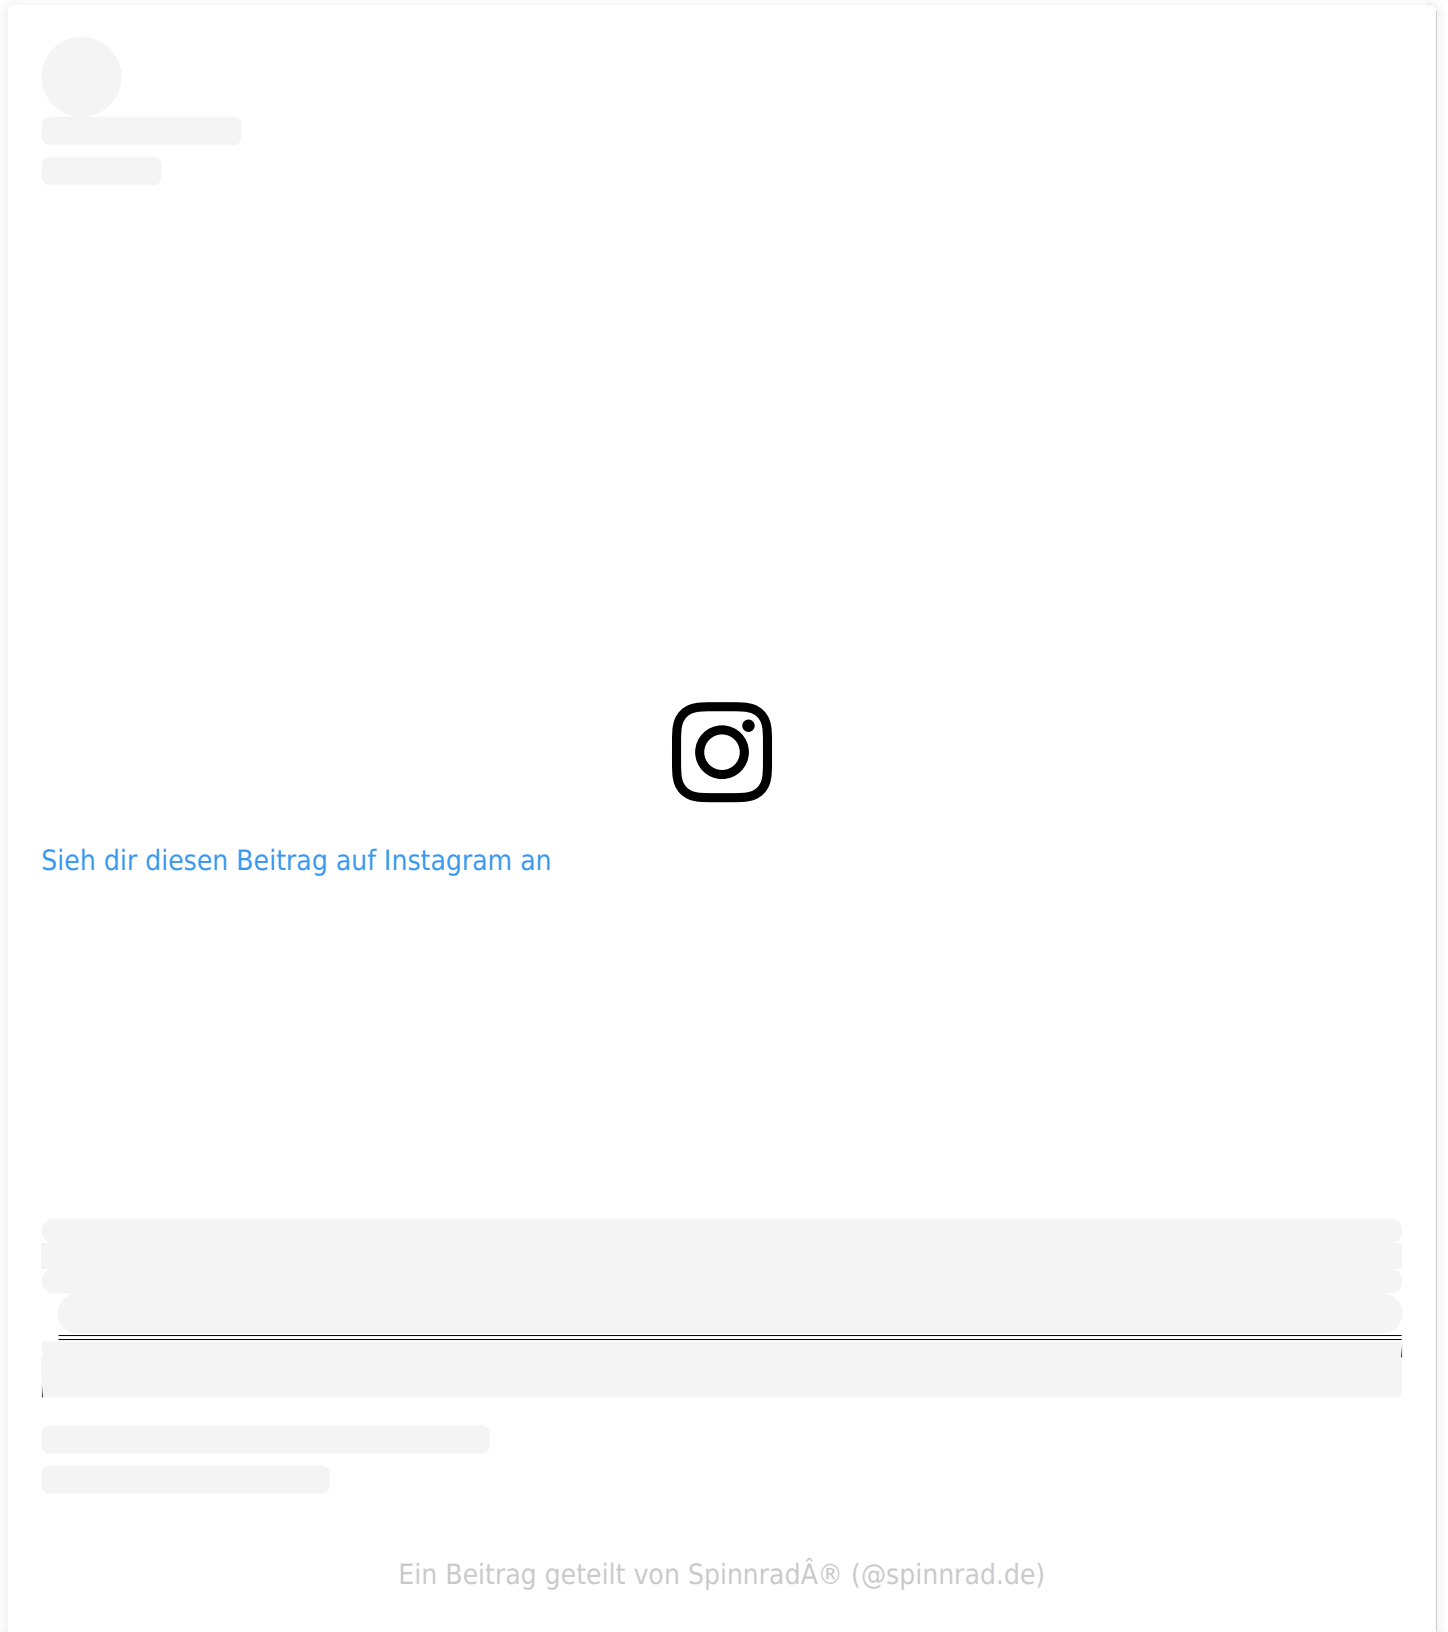 Sieh dir diesen Beitrag auf Instagram an
Ein Beitrag geteilt von SpinnradÂ® (@spinnrad.de)